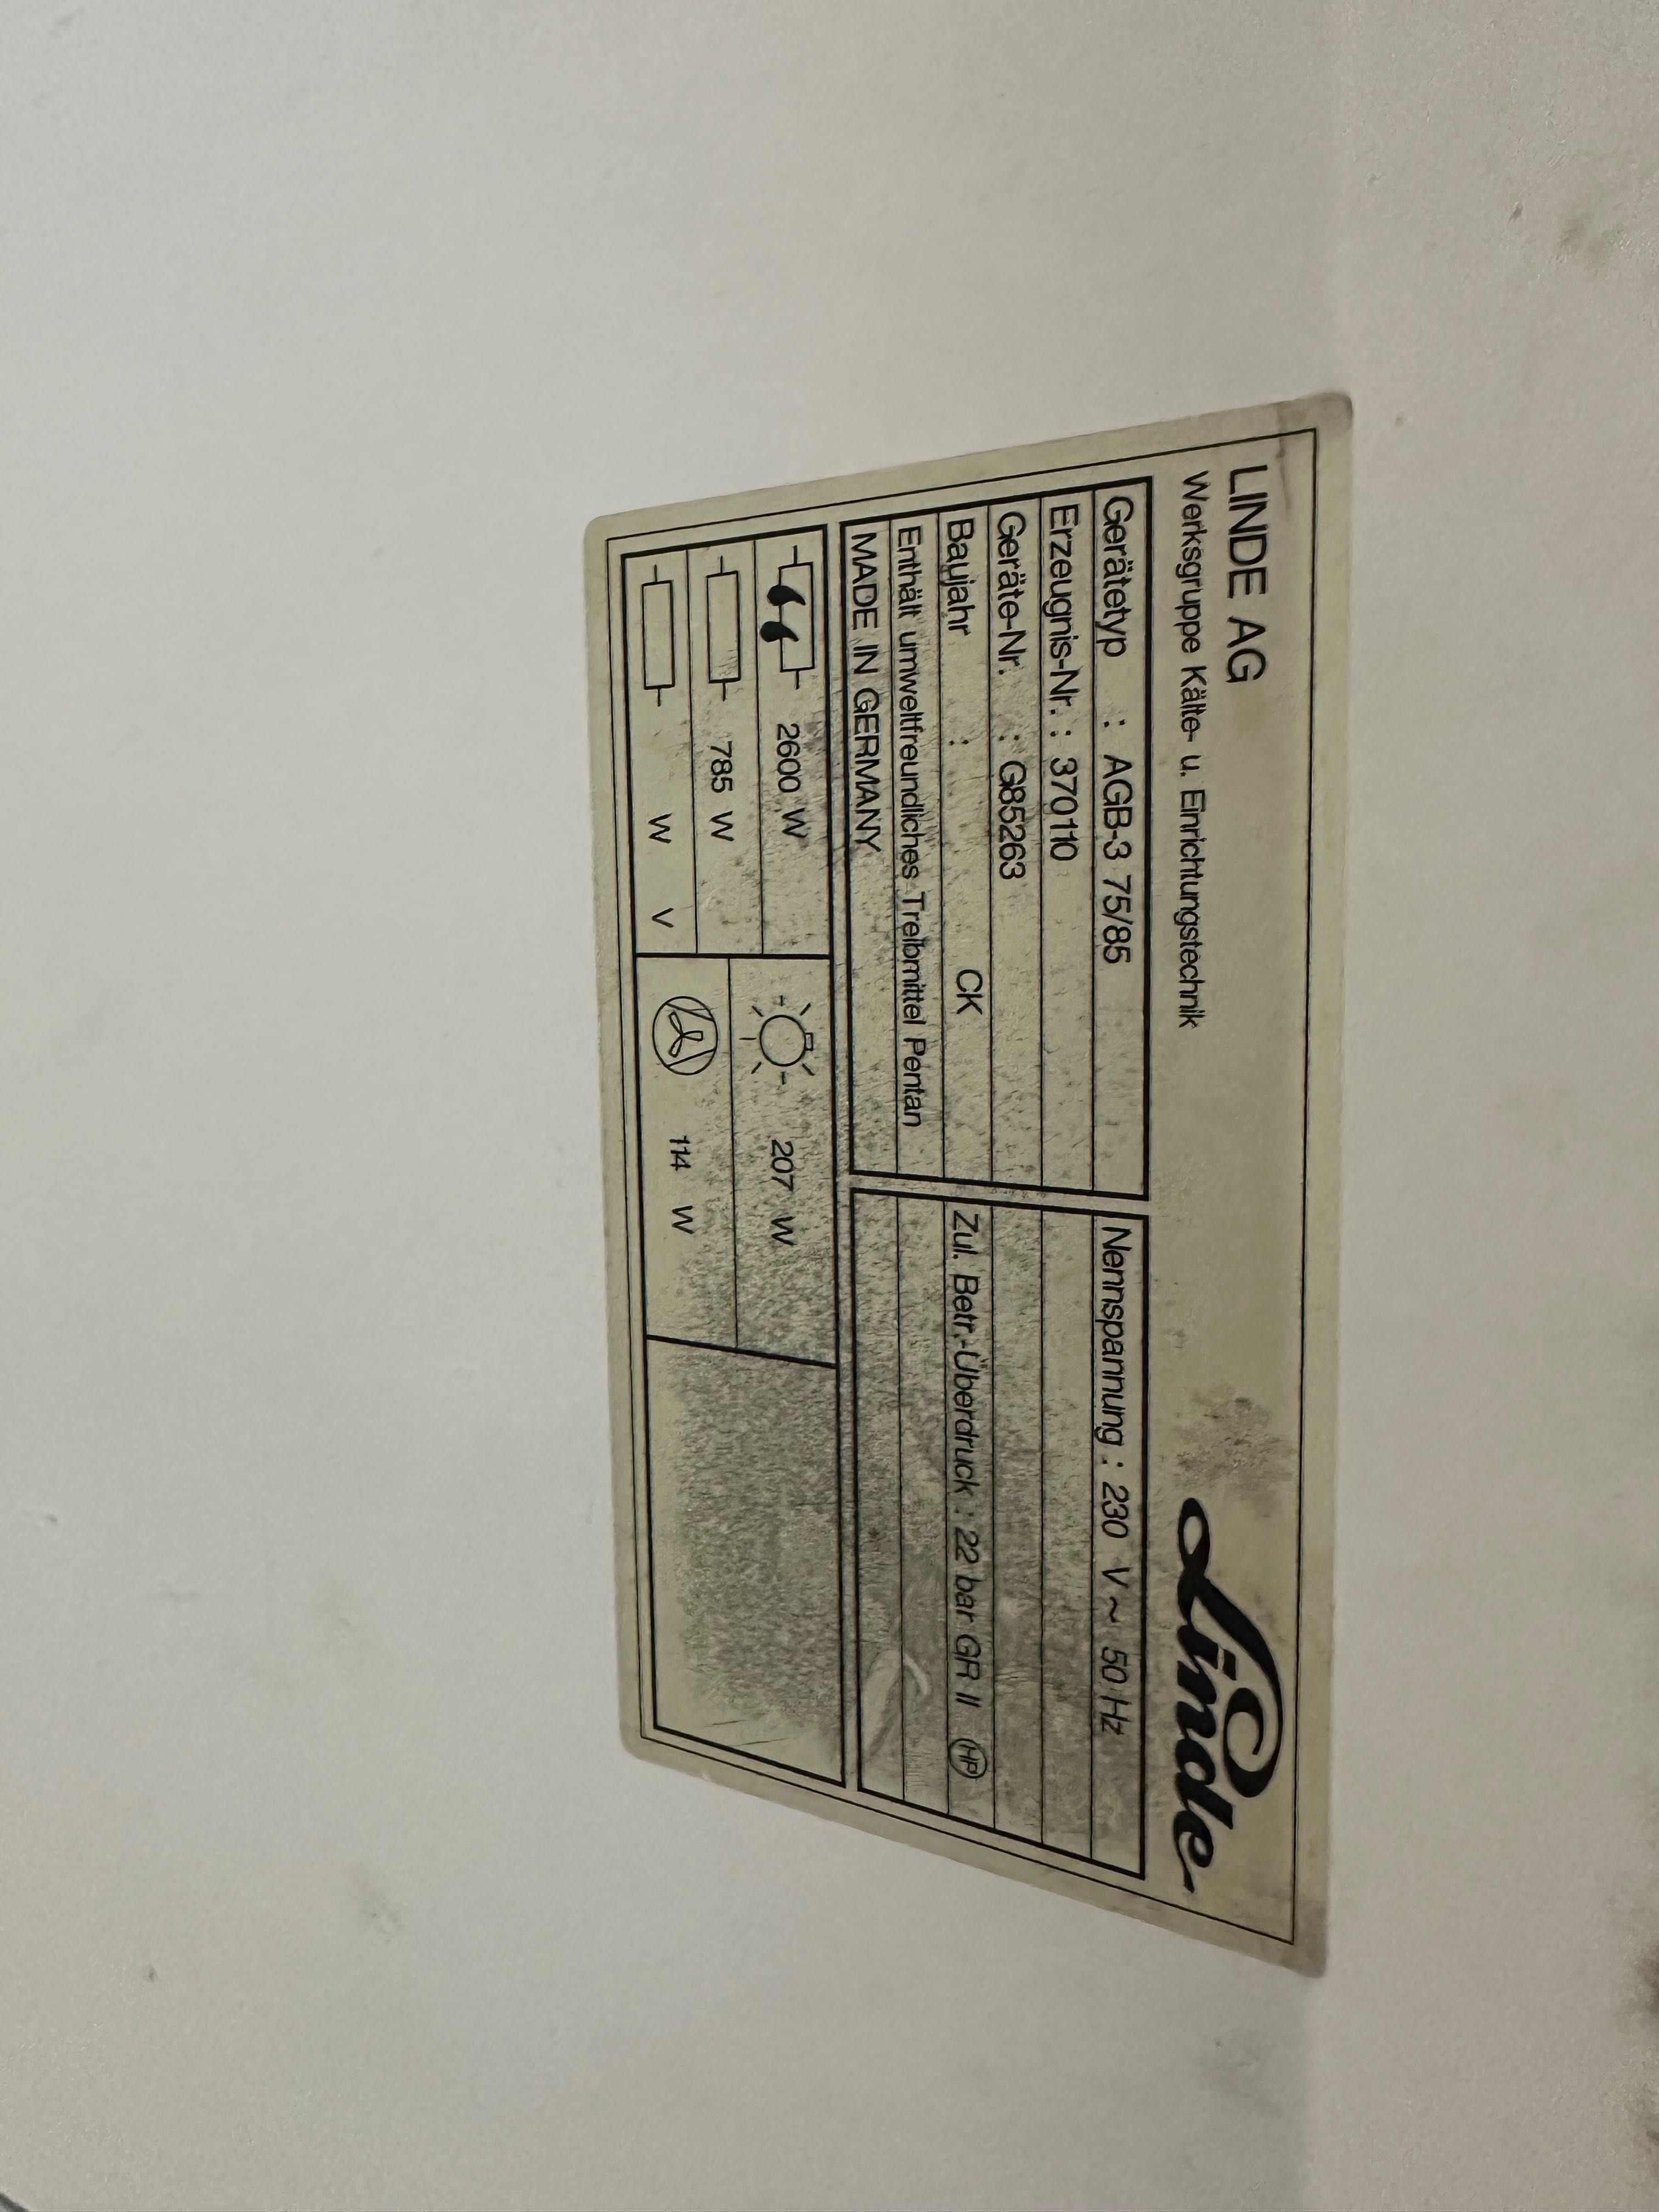 LINDE AG
Werksgruppe Kälte- u. Einrichtungstechnik
Linde
Gerätetyp : AGB-3 75/85
Erzeugnis-Nr. : 370110
Geräte-Nr. : G85263
Baujahr : CK
Enthält umweltfreundliches Treibmittel Pentan
MADE IN GERMANY
Nennspannung : 230 V~ 50 Hz
Zul. Betr.-Überdruck : 22 bar GR II HP
2600 W
785 W
W V
207 W
114 W